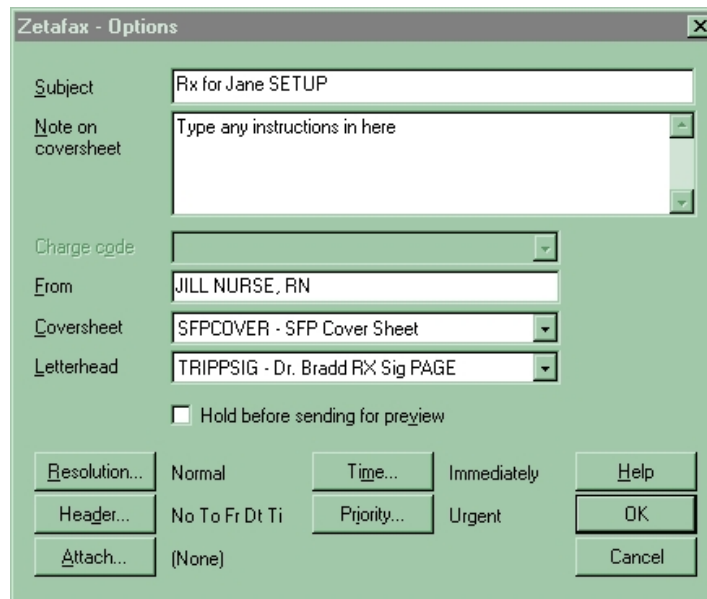 Zetafax - Options
Subject
Rx for Jane SETUP
Note on
coversheet
Type any instructions in here
Charge code
From
JILL NURSE, RN
Coversheet
SFPCOVER - SFP Cover Sheet
Letterhead
TRIPPSIG - Dr. Bradd RX Sig PAGE
Hold before sending for preview
Resolution... Normal Time... Immediately Help
Header... No To Fr Dt Ti Priority... Urgent OK
Attach... (None) Cancel